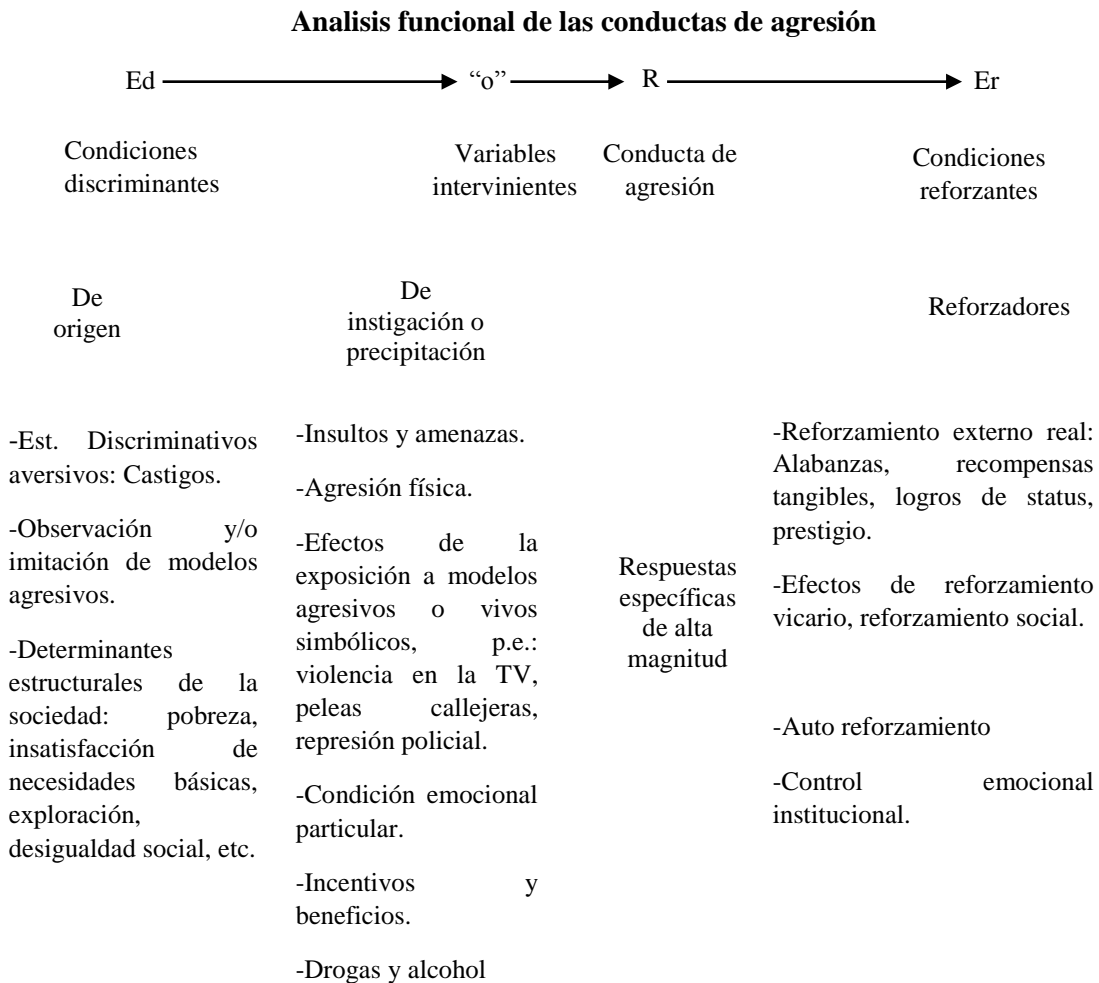 Analisis funcional de las conductas de agresión
Ed “o” R Er
Condiciones
discriminantes
Variables
intervinientes
Conducta de
agresión
Condiciones
reforzantes
De
origen
De
instigación o
precipitación
Reforzadores
-Est. Discriminativos
aversivos: Castigos.
-Observación y/o
imitación de modelos
agresivos.
-Determinantes
estructurales de la
sociedad: pobreza,
insatisfacción de
necesidades básicas,
exploración,
desigualdad social, etc.
-Insultos y amenazas.
-Agresión física.
-Efectos de la
exposición a modelos
agresivos o vivos
simbólicos, p.e.:
violencia en la TV,
peleas callejeras,
represión policial.
-Condición emocional
particular.
-Incentivos y
beneficios.
-Drogas y alcohol
Respuestas
específicas
de alta
magnitud
-Reforzamiento externo real:
Alabanzas, recompensas
tangibles, logros de status,
prestigio.
-Efectos de reforzamiento
vicario, reforzamiento social.
-Auto reforzamiento
-Control emocional
institucional.